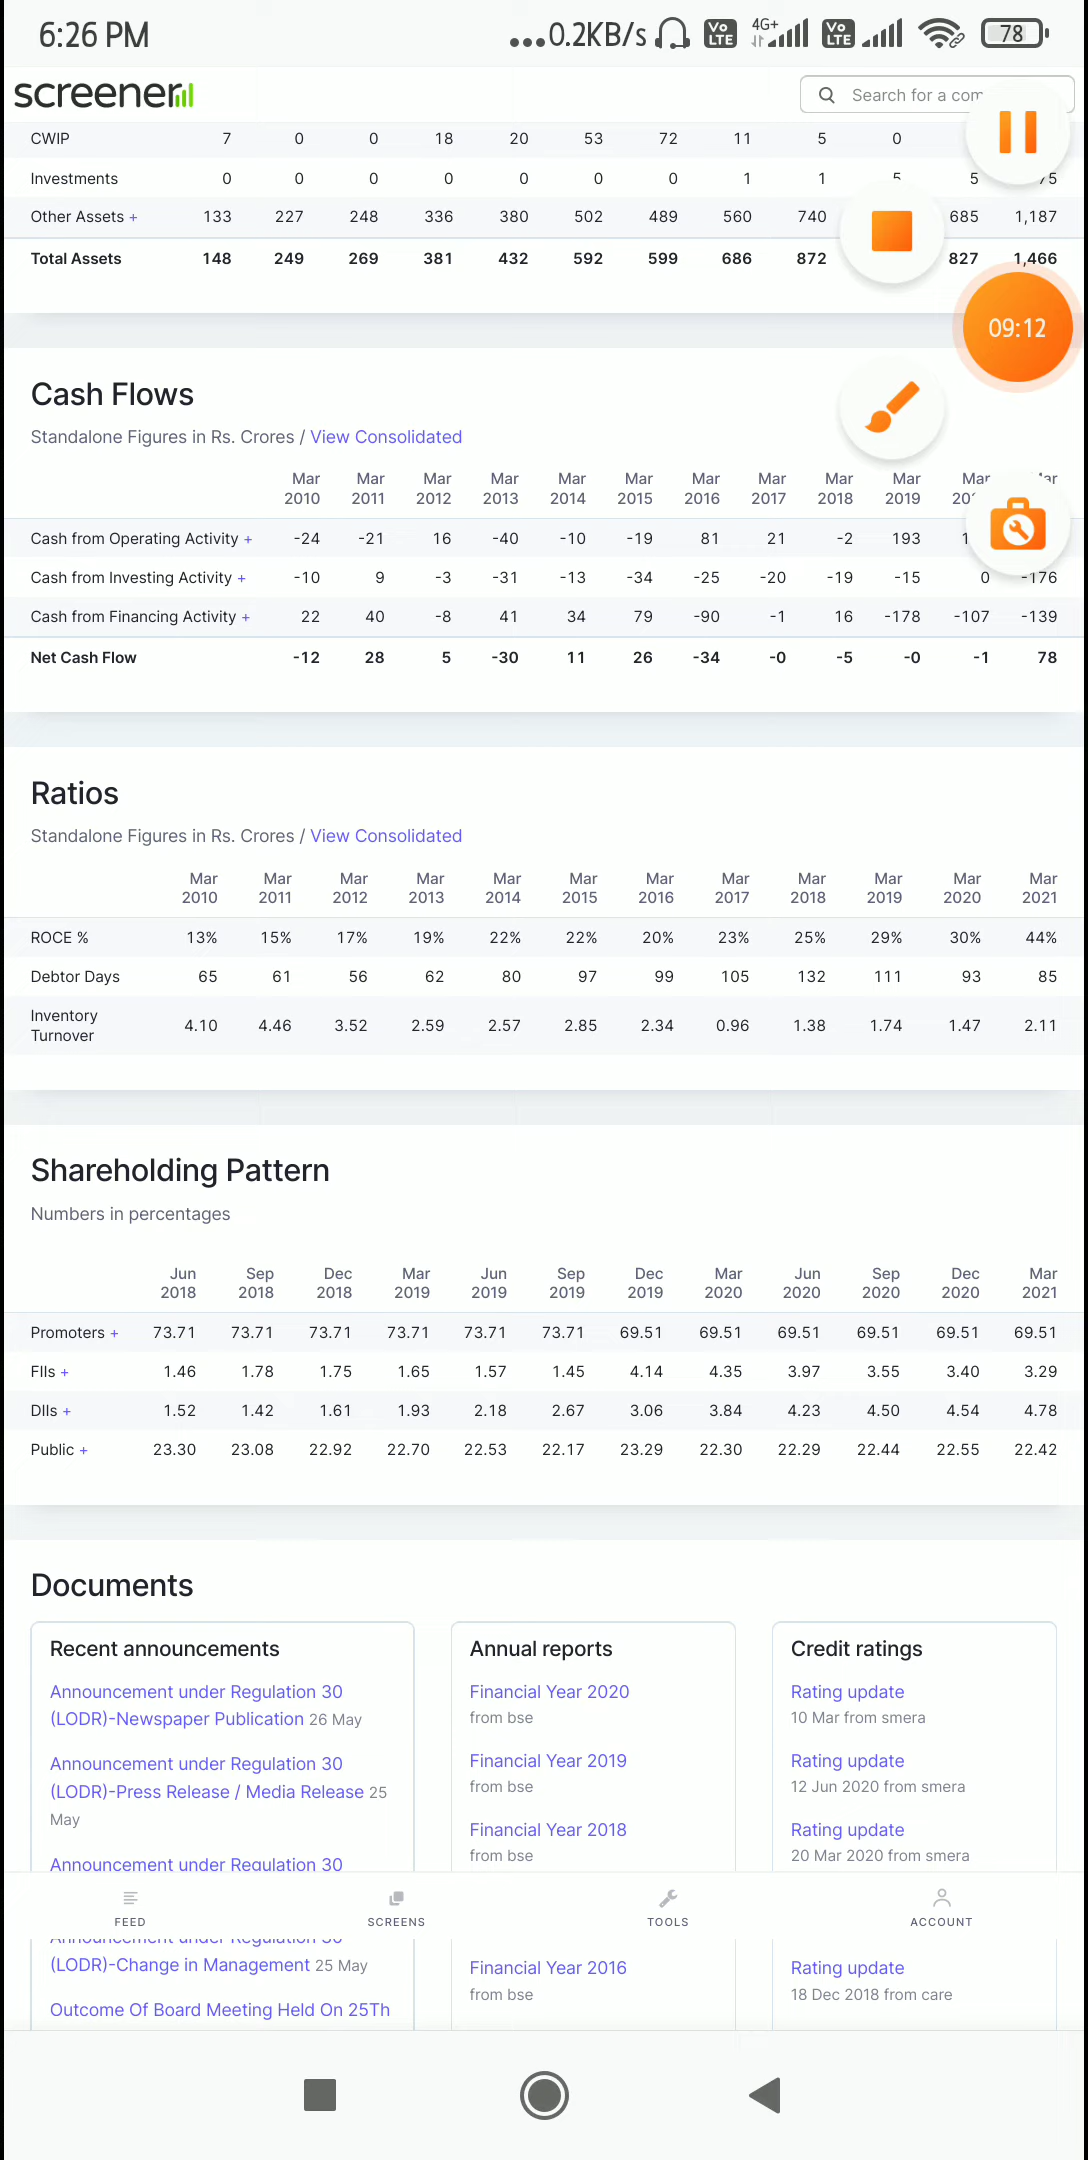 6:26 PM ...0.2KB/s Vo LTE 4G+ Vo LTE 78
screener Search for a com
CWIP 7 0 0 18 20 53 72 11 5 0
Investments 0 0 0 0 0 0 0 1 1 5 5 75
Other Assets + 133 227 248 336 380 502 489 560 740 685 1,187
Total Assets 148 249 269 381 432 592 599 686 872 827 1,466
09:12
Cash Flows
Standalone Figures in Rs. Crores / View Consolidated
Mar Mar Mar Mar Mar Mar Mar Mar Mar Mar Mar Mar
2010 2011 2012 2013 2014 2015 2016 2017 2018 2019
Cash from Operating Activity + -24 -21 16 -40 -10 -19 81 21 -2 193
Cash from Investing Activity + -10 9 -3 -31 -13 -34 -25 -20 -19 -15 0 -176
Cash from Financing Activity + 22 40 -8 41 34 79 -90 -1 16 -178 -107 -139
Net Cash Flow -12 28 5 -30 11 26 -34 -0 -5 -0 -1 78
Ratios
Standalone Figures in Rs. Crores / View Consolidated
Mar Mar Mar Mar Mar Mar Mar Mar Mar Mar Mar Mar
2010 2011 2012 2013 2014 2015 2016 2017 2018 2019 2020 2021
ROCE % 13% 15% 17% 19% 22% 22% 20% 23% 25% 29% 30% 44%
Debtor Days 65 61 56 62 80 97 99 105 132 111 93 85
Inventory
Turnover 4.10 4.46 3.52 2.59 2.57 2.85 2.34 0.96 1.38 1.74 1.47 2.11
Shareholding Pattern
Numbers in percentages
Jun Sep Dec Mar Jun Sep Dec Mar Jun Sep Dec Mar
2018 2018 2018 2019 2019 2019 2019 2020 2020 2020 2020 2021
Promoters + 73.71 73.71 73.71 73.71 73.71 73.71 69.51 69.51 69.51 69.51 69.51 69.51
FIIs + 1.46 1.78 1.75 1.65 1.57 1.45 4.14 4.35 3.97 3.55 3.40 3.29
DIIs + 1.52 1.42 1.61 1.93 2.18 2.67 3.06 3.84 4.23 4.50 4.54 4.78
Public + 23.30 23.08 22.92 22.70 22.53 22.17 23.29 22.30 22.29 22.44 22.55 22.42
Documents
Recent announcements
Announcement under Regulation 30
(LODR)-Newspaper Publication 26 May
Announcement under Regulation 30
(LODR)-Press Release / Media Release 25
May
Announcement under Regulation 30
Annual reports
Financial Year 2020
from bse
Financial Year 2019
from bse
Financial Year 2018
from bse
Credit ratings
Rating update
10 Mar from smera
Rating update
12 Jun 2020 from smera
Rating update
20 Mar 2020 from smera
FEED SCREENS TOOLS ACCOUNT
Announcement under Regulation 30
(LODR)-Change in Management 25 May
Outcome Of Board Meeting Held On 25Th
Financial Year 2016
from bse
Rating update
18 Dec 2018 from care